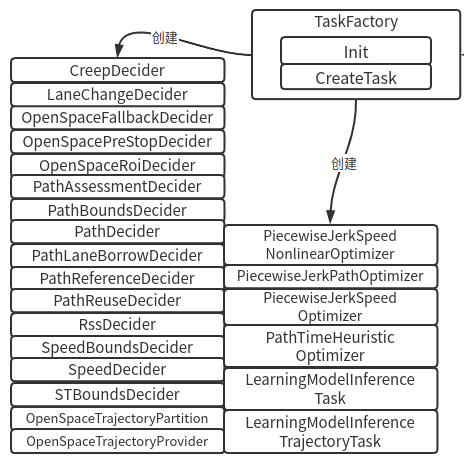 TaskFactory
Init
CreateTask
创建
创建
CreepDecider
LaneChangeDecider
OpenSpaceFallbackDecider
OpenSpacePreStopDecider
OpenSpaceRoiDecider
PathAssessmentDecider
PathBoundsDecider
PathDecider
PathLaneBorrowDecider
PathReferenceDecider
PathReuseDecider
RssDecider
SpeedBoundsDecider
SpeedDecider
STBoundsDecider
OpenSpaceTrajectoryPartition
OpenSpaceTrajectoryProvider
PiecewiseJerkSpeed
NonlinearOptimizer
PiecewiseJerkPathOptimizer
PiecewiseJerkSpeed
Optimizer
PathTimeHeuristic
Optimizer
LearningModelInference
Task
LearningModelInference
TrajectoryTask